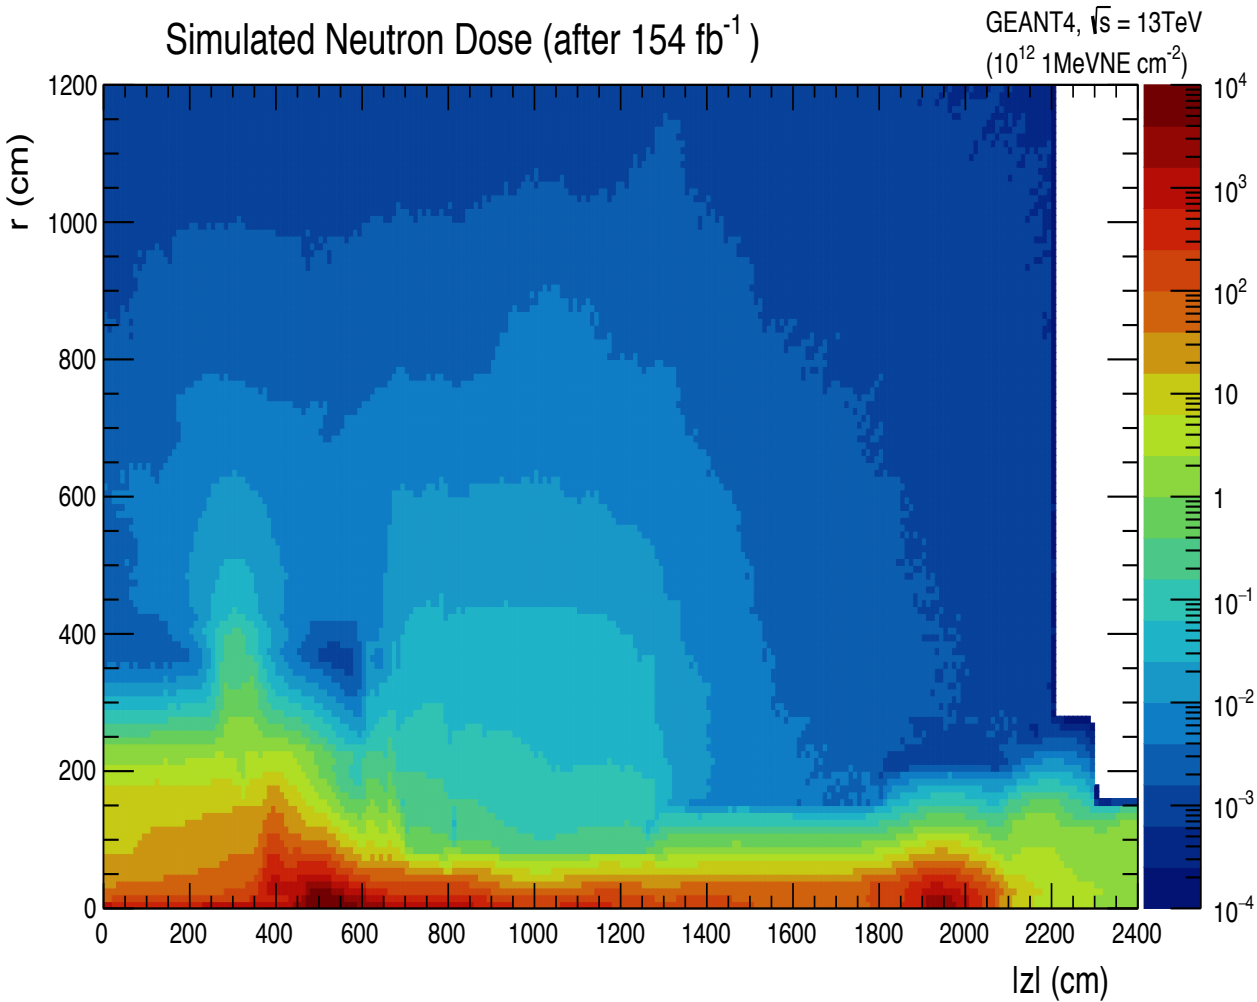 Simulated Neutron Dose (after 154 fb⁻¹ )
GEANT4, √s = 13TeV
(10¹² 1MeVNE cm⁻²)
r (cm)
1200
1000
800
600
400
200
0
0 200 400 600 800 1000 1200 1400 1600 1800 2000 2200 2400
|z| (cm)
10⁴
10³
10²
10
1
10⁻¹
10⁻²
10⁻³
10⁻⁴